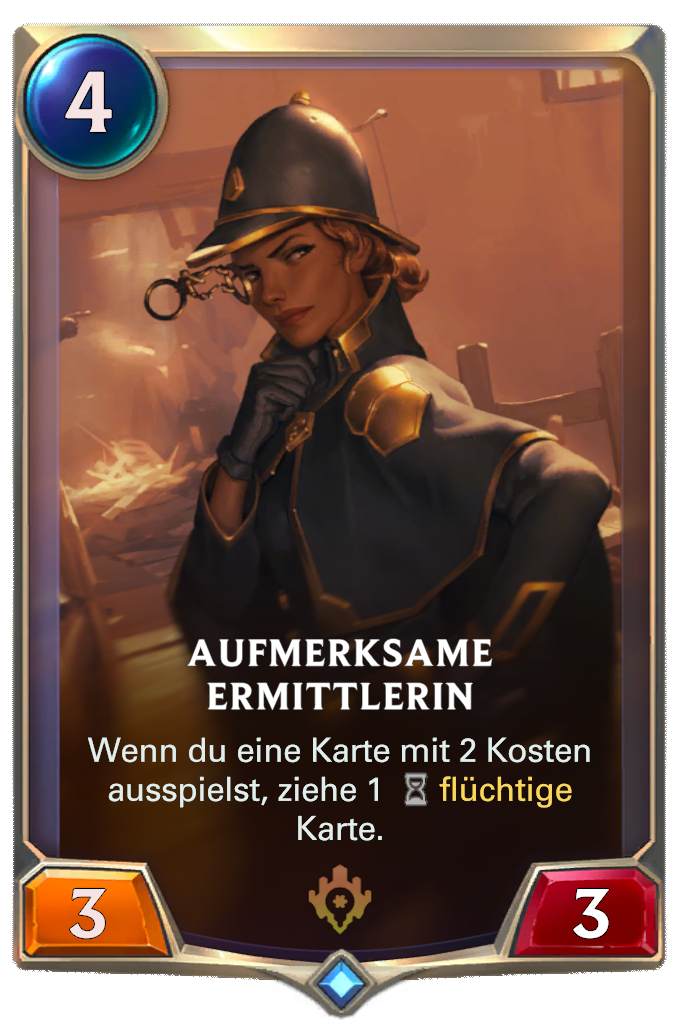 4
AUFMERKSAME
ERMITTLERIN
Wenn du eine Karte mit 2 Kosten
ausspielst, ziehe 1 flüchtige
Karte.
3
3